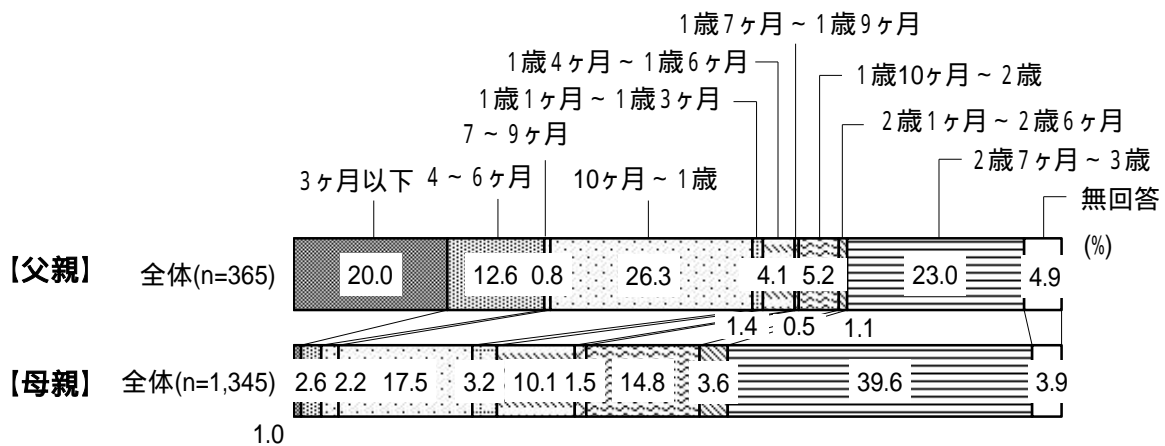 1歳7ヶ月～1歳9ヶ月
1歳4ヶ月～1歳6ヶ月
1歳10ヶ月～2歳
1歳1ヶ月～1歳3ヶ月
2歳1ヶ月～2歳6ヶ月
7～9ヶ月
2歳7ヶ月～3歳
3ヶ月以下 4～6ヶ月 10ヶ月～1歳
無回答
(%)
【父親】 全体(n=365) 20.0 12.6 0.8 26.3 4.1 5.2 23.0 4.9
1.4 0.5 1.1
【母親】 全体(n=1,345) 2.6 2.2 17.5 3.2 10.1 1.5 14.8 3.6 39.6 3.9
1.0